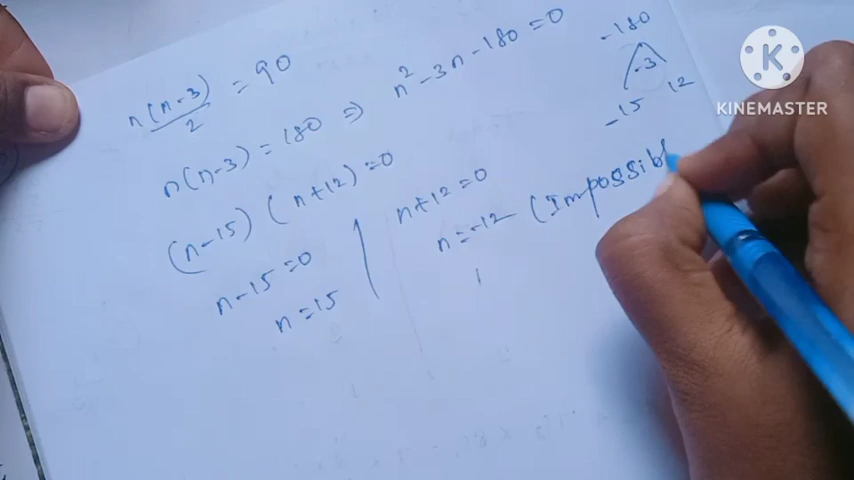 n(n-3)/2 = 90
n(n-3) = 180 ⇒ n² - 3n - 180 = 0
-180
-3
-15 12
(n-15) (n+12) = 0
n-15 = 0
n = 15
n+12 = 0
n = -12 (Impossib
KINEMASTER